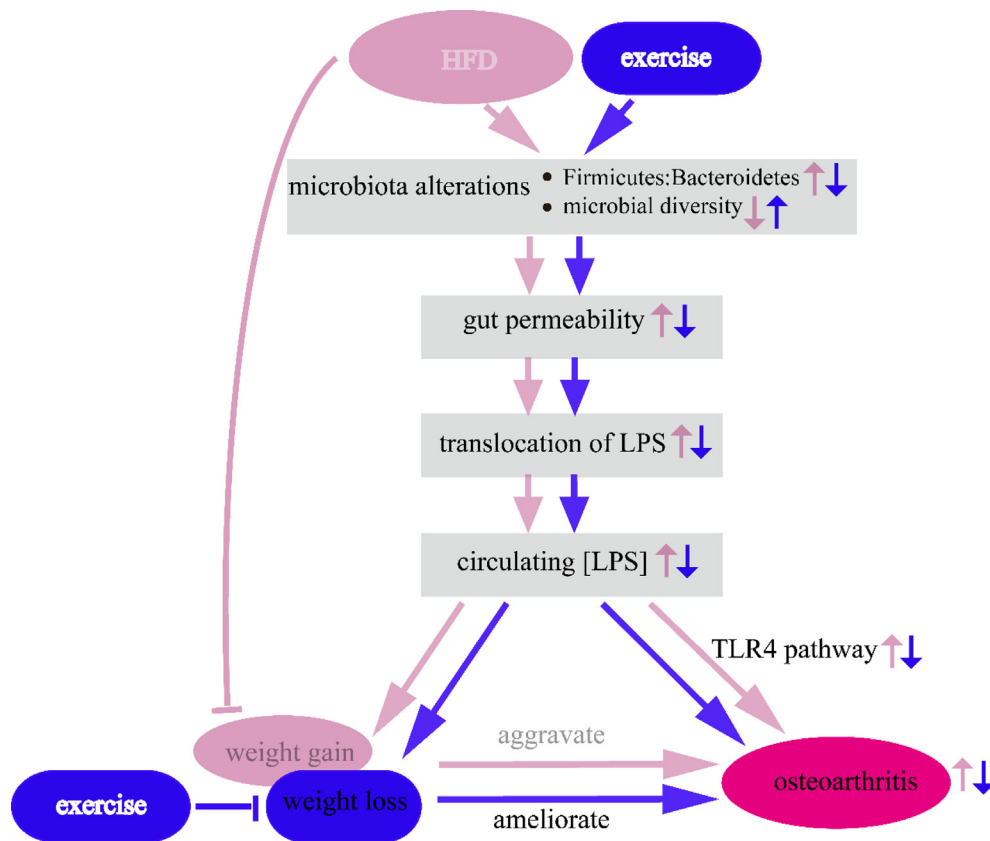 HFD
exercise
microbiota alterations
• Firmicutes:Bacteroidetes
• microbial diversity
gut permeability
translocation of LPS
circulating [LPS]
TLR4 pathway
weight gain
aggravate
osteoarthritis
exercise
weight loss
ameliorate